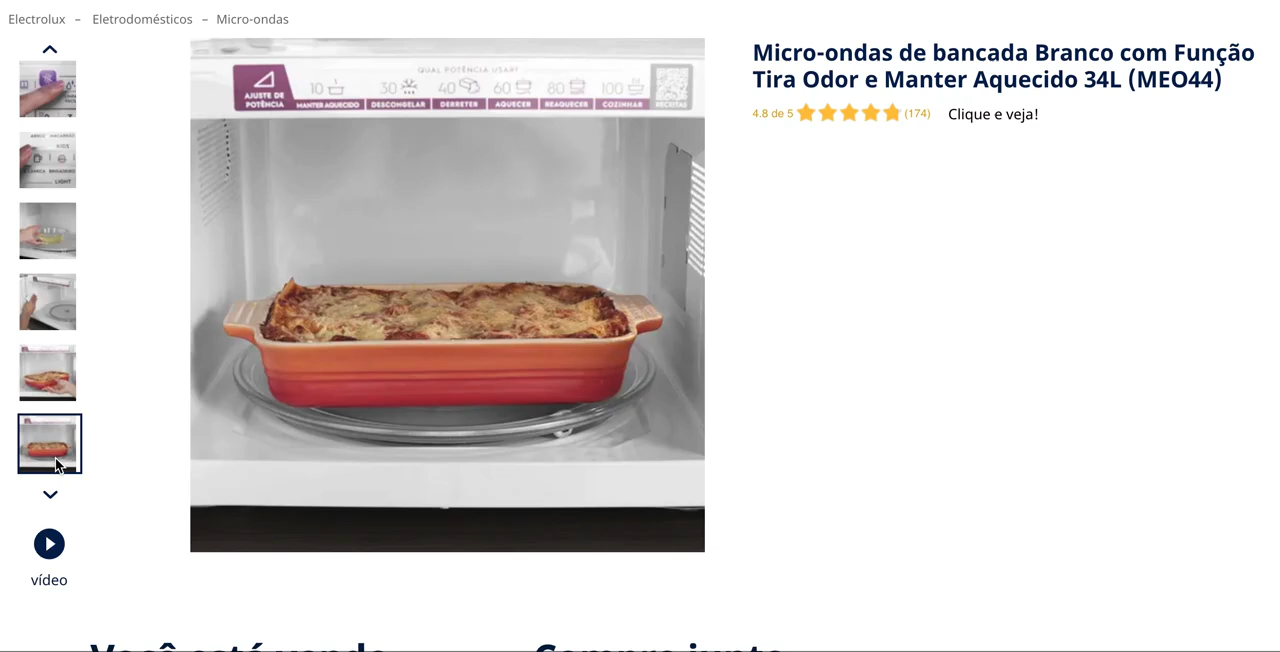 Electrolux – Eletrodomésticos – Micro-ondas
Micro-ondas de bancada Branco com Função
Tira Odor e Manter Aquecido 34L (MEO44)
4.8 de 5 (174) Clique e veja!
QUAL POTÊNCIA USAR?
AJUSTE DE
POTÊNCIA
10 30 40 60 80 100
MANTER AQUECIDO DESCONGELAR DERRETER AQUECER REAQUECER COZINHAR RECEITAS
KIDS
LIGHT
vídeo